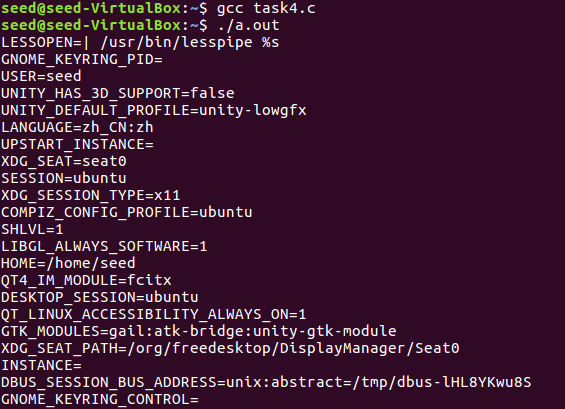 seed@seed-VirtualBox:~$ gcc task4.c
seed@seed-VirtualBox:~$ ./a.out
LESSOPEN=| /usr/bin/lesspipe %s
GNOME_KEYRING_PID=
USER=seed
UNITY_HAS_3D_SUPPORT=false
UNITY_DEFAULT_PROFILE=unity-lowgfx
LANGUAGE=zh_CN:zh
UPSTART_INSTANCE=
XDG_SEAT=seat0
SESSION=ubuntu
XDG_SESSION_TYPE=x11
COMPIZ_CONFIG_PROFILE=ubuntu
SHLVL=1
LIBGL_ALWAYS_SOFTWARE=1
HOME=/home/seed
QT4_IM_MODULE=fcitx
DESKTOP_SESSION=ubuntu
QT_LINUX_ACCESSIBILITY_ALWAYS_ON=1
GTK_MODULES=gail:atk-bridge:unity-gtk-module
XDG_SEAT_PATH=/org/freedesktop/DisplayManager/Seat0
INSTANCE=
DBUS_SESSION_BUS_ADDRESS=unix:abstract=/tmp/dbus-lHL8YKwu8S
GNOME_KEYRING_CONTROL=